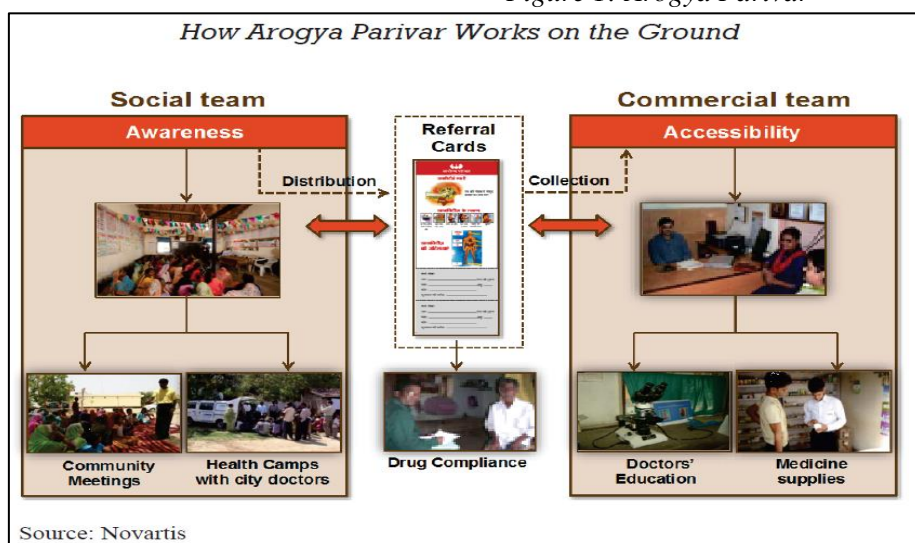 Figure 1. Arogya Parivar
How Arogya Parivar Works on the Ground
Social team
Commercial team
Awareness
Referral
Cards
Accessibility
Distribution
Collection
Community
Meetings
Health Camps
with city doctors
Drug Compliance
Doctors'
Education
Medicine
supplies
Source: Novartis